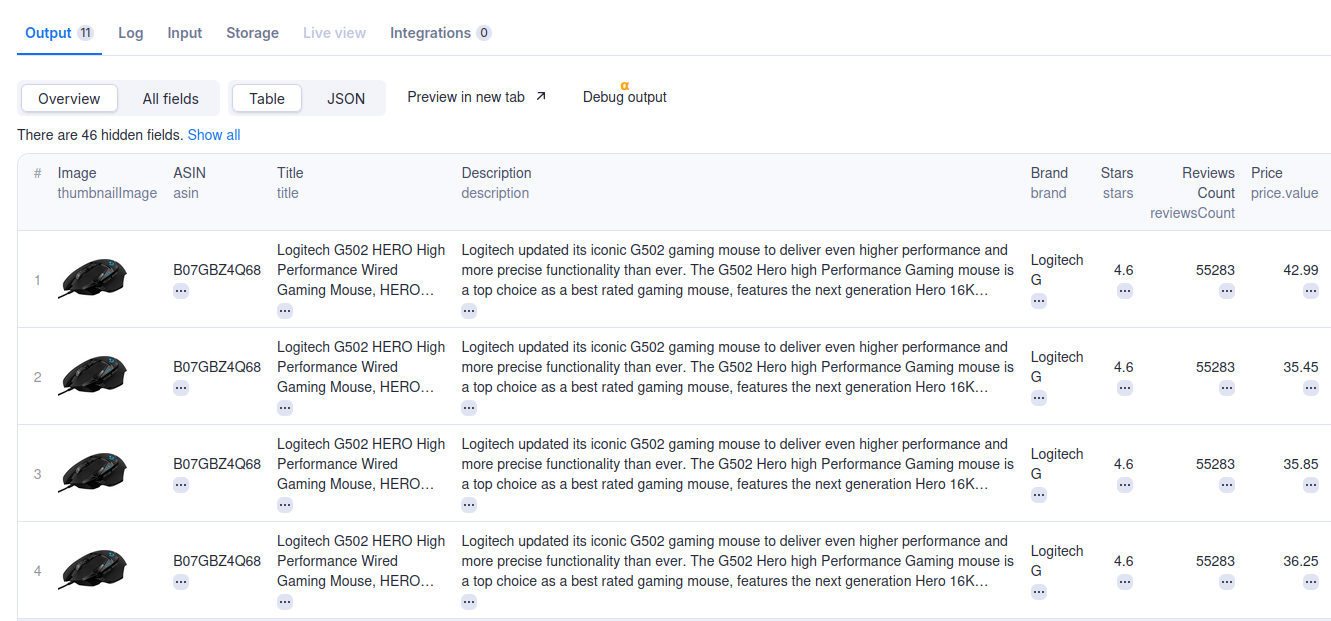 Output 11 Log Input Storage Live view Integrations 0
α
Overview All fields Table JSON Preview in new tab Debug output
There are 46 hidden fields. Show all
# Image ASIN Title Description Brand Stars Reviews Count Price
thumbnailImage asin title description brand stars reviewsCount price.value
1 B07GBZ4Q68
Logitech G502 HERO High
Performance Wired
Gaming Mouse, HERO…
Logitech updated its iconic G502 gaming mouse to deliver even higher performance and
more precise functionality than ever. The G502 Hero high Performance Gaming mouse is
a top choice as a best rated gaming mouse, features the next generation Hero 16K…
Logitech
G
4.6 55283 42.99
2 B07GBZ4Q68
Logitech G502 HERO High
Performance Wired
Gaming Mouse, HERO…
Logitech updated its iconic G502 gaming mouse to deliver even higher performance and
more precise functionality than ever. The G502 Hero high Performance Gaming mouse is
a top choice as a best rated gaming mouse, features the next generation Hero 16K…
Logitech
G
4.6 55283 35.45
3 B07GBZ4Q68
Logitech G502 HERO High
Performance Wired
Gaming Mouse, HERO…
Logitech updated its iconic G502 gaming mouse to deliver even higher performance and
more precise functionality than ever. The G502 Hero high Performance Gaming mouse is
a top choice as a best rated gaming mouse, features the next generation Hero 16K…
Logitech
G
4.6 55283 35.85
4 B07GBZ4Q68
Logitech G502 HERO High
Performance Wired
Gaming Mouse, HERO…
Logitech updated its iconic G502 gaming mouse to deliver even higher performance and
more precise functionality than ever. The G502 Hero high Performance Gaming mouse is
a top choice as a best rated gaming mouse, features the next generation Hero 16K…
Logitech
G
4.6 55283 36.25